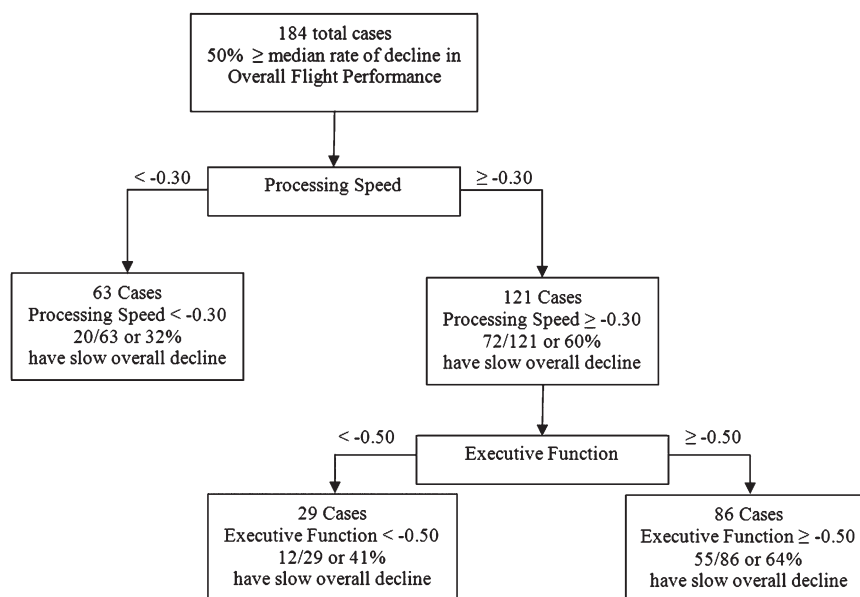 184 total cases
50% ≥ median rate of decline in
Overall Flight Performance
< -0.30
Processing Speed
≥ -0.30
63 Cases
Processing Speed < -0.30
20/63 or 32%
have slow overall decline
121 Cases
Processing Speed ≥ -0.30
72/121 or 60%
have slow overall decline
< -0.50
Executive Function
≥ -0.50
29 Cases
Executive Function < -0.50
12/29 or 41%
have slow overall decline
86 Cases
Executive Function ≥ -0.50
55/86 or 64%
have slow overall decline